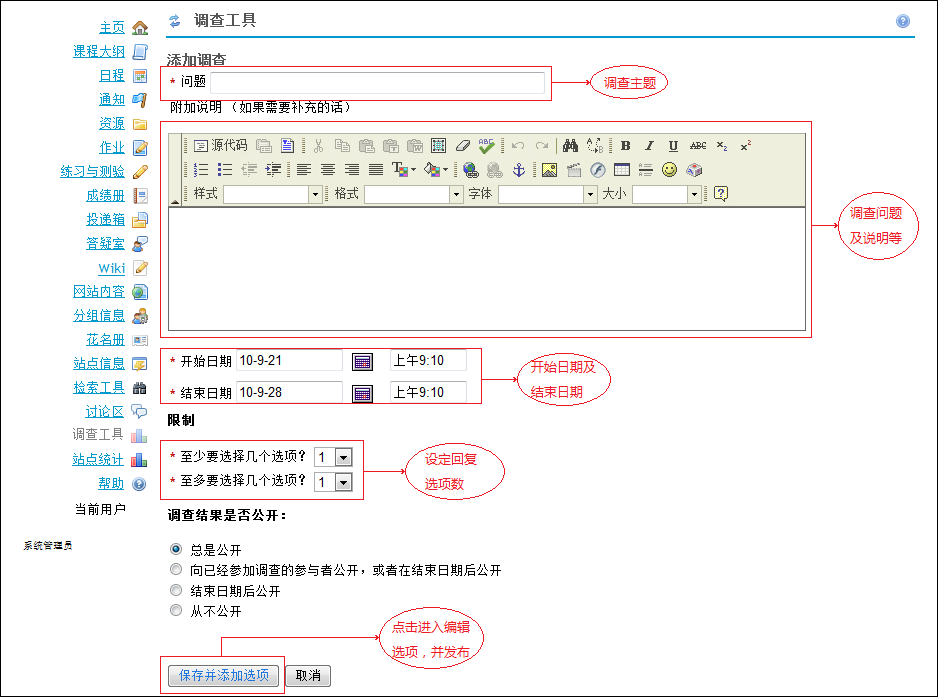 主页
课程大纲
日程
通知
资源
作业
练习与测验
成绩册
投递箱
答疑室
Wiki
网站内容
分组信息
花名册
站点信息
检索工具
讨论区
调查工具
站点统计
帮助
当前用户
系统管理员
调查工具
添加调查
* 问题
调查主题
附加说明 （如果需要补充的话）
源代码
B I U ABC x₂ x²
样式 格式 字体 大小
调查问题
及说明等
* 开始日期 10-9-21 上午9:10
* 结束日期 10-9-28 上午9:10
开始日期及
结束日期
限制
* 至少要选择几个选项? 1
* 至多要选择几个选项? 1
设定回复
选项数
调查结果是否公开：
总是公开
向已经参加调查的参与者公开，或者在结束日期后公开
结束日期后公开
从不公开
点击进入编辑
选项，并发布
保存并添加选项 取消